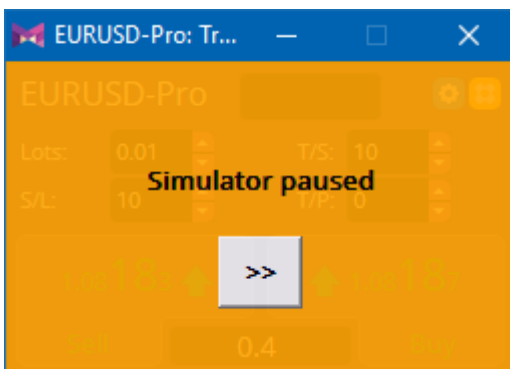 EURUSD-Pro: Tr...
EURUSD-Pro
Lots: 0.01 T/S: 10
Simulator paused
S/L: 10 T/P: 0
>>
1.08183 1.08187
Sell 0.4 Buy